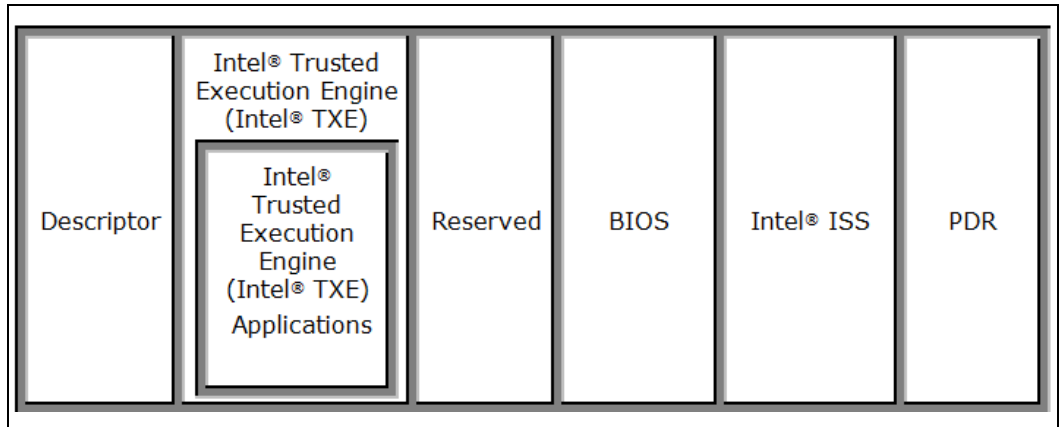 Descriptor
Intel® Trusted
Execution Engine
(Intel® TXE)
Intel®
Trusted
Execution
Engine
(Intel® TXE)
Applications
Reserved
BIOS
Intel® ISS
PDR